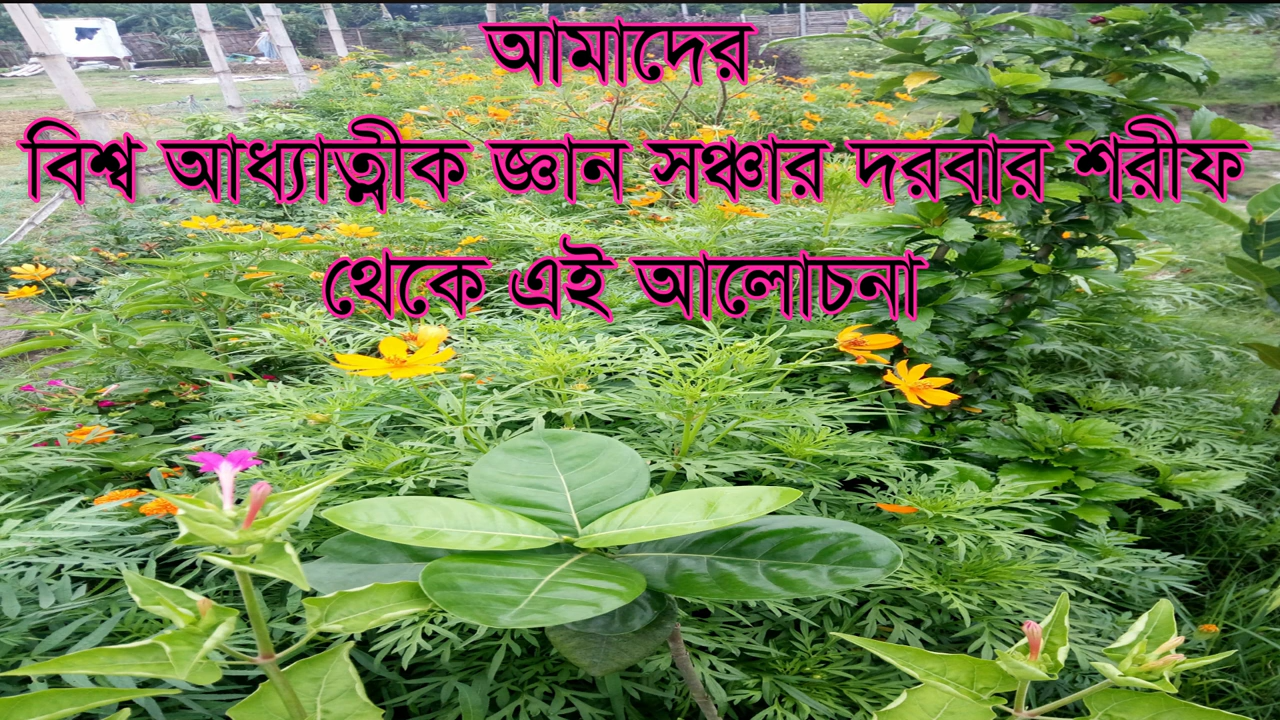 আমাদের
বিশ্ব আধ্যাত্নীক জ্ঞান সঞ্চার দরবার শরীফ
থেকে এই আলোচনা